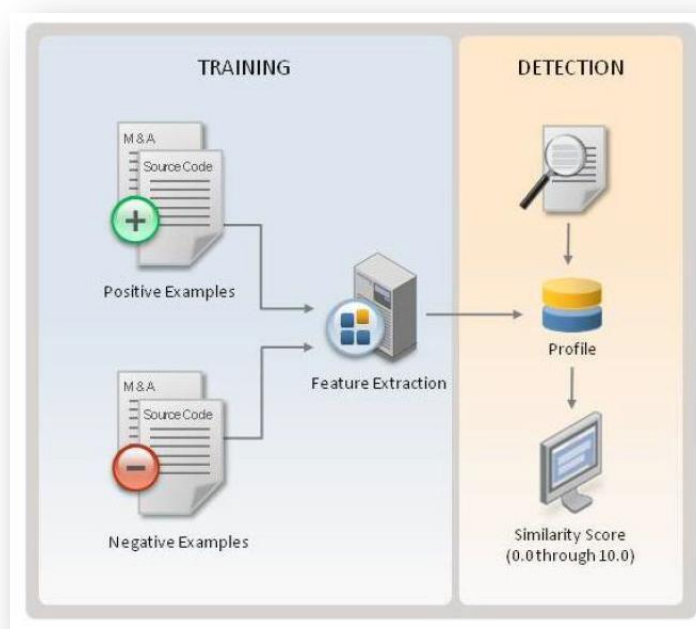 TRAINING
M & A
Source Code
Positive Examples
M & A
Source Code
Negative Examples
Feature Extraction
DETECTION
Profile
Similarity Score
(0.0 through 10.0)